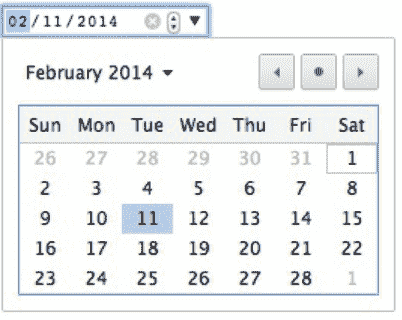 02/11/2014
February 2014
Sun Mon Tue Wed Thu Fri Sat
26 27 28 29 30 31 1
2 3 4 5 6 7 8
9 10 11 12 13 14 15
16 17 18 19 20 21 22
23 24 25 26 27 28 1